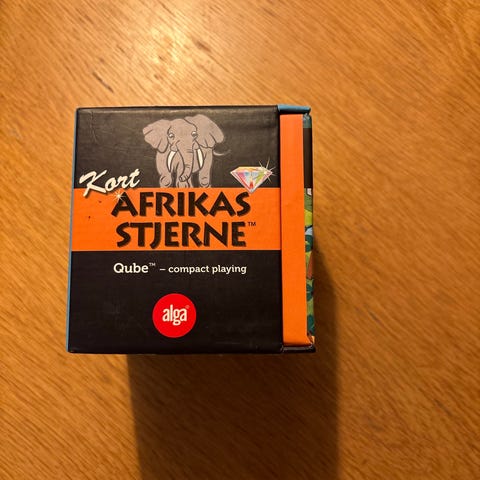 Kort
AFRIKAS
STJERNE™
Qube™ – compact playing
alga®